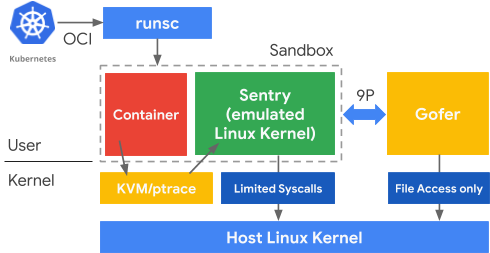 Kubernetes
OCI
runsc
Sandbox
Container
Sentry
(emulated
Linux Kernel)
9P
Gofer
User
Kernel
KVM/ptrace
Limited Syscalls
File Access only
Host Linux Kernel